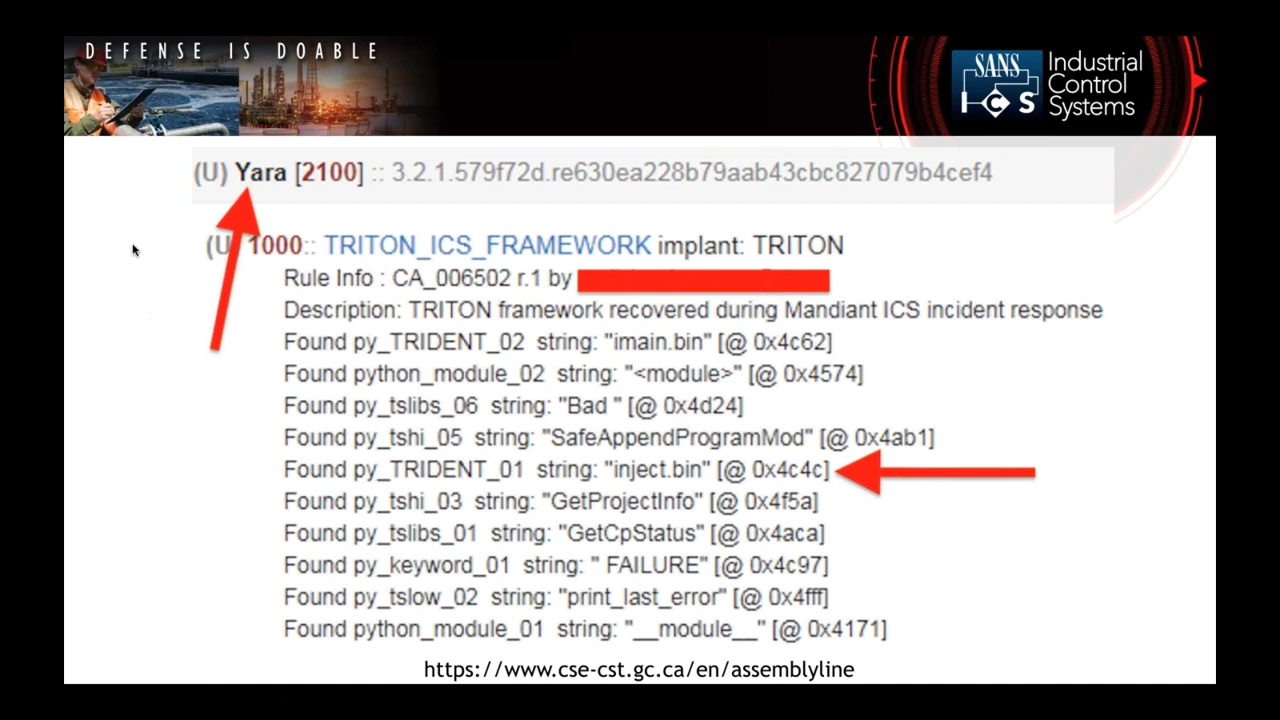 DEFENSE IS DOABLE
SANS
ICS
Industrial
Control
Systems
(U) Yara [2100] :: 3.2.1.579f72d.re630ea228b79aab43cbc827079b4cef4
(U 1000:: TRITON_ICS_FRAMEWORK implant: TRITON
Rule Info : CA_006502 r.1 by
Description: TRITON framework recovered during Mandiant ICS incident response
Found py_TRIDENT_02 string: "imain.bin" [@ 0x4c62]
Found python_module_02 string: "<module>" [@ 0x4574]
Found py_tslibs_06 string: "Bad " [@ 0x4d24]
Found py_tshi_05 string: "SafeAppendProgramMod" [@ 0x4ab1]
Found py_TRIDENT_01 string: "inject.bin" [@ 0x4c4c]
Found py_tshi_03 string: "GetProjectInfo" [@ 0x4f5a]
Found py_tslibs_01 string: "GetCpStatus" [@ 0x4aca]
Found py_keyword_01 string: " FAILURE" [@ 0x4c97]
Found py_tslow_02 string: "print_last_error" [@ 0x4fff]
Found python_module_01 string: "__module__" [@ 0x4171]
https://www.cse-cst.gc.ca/en/assemblyline